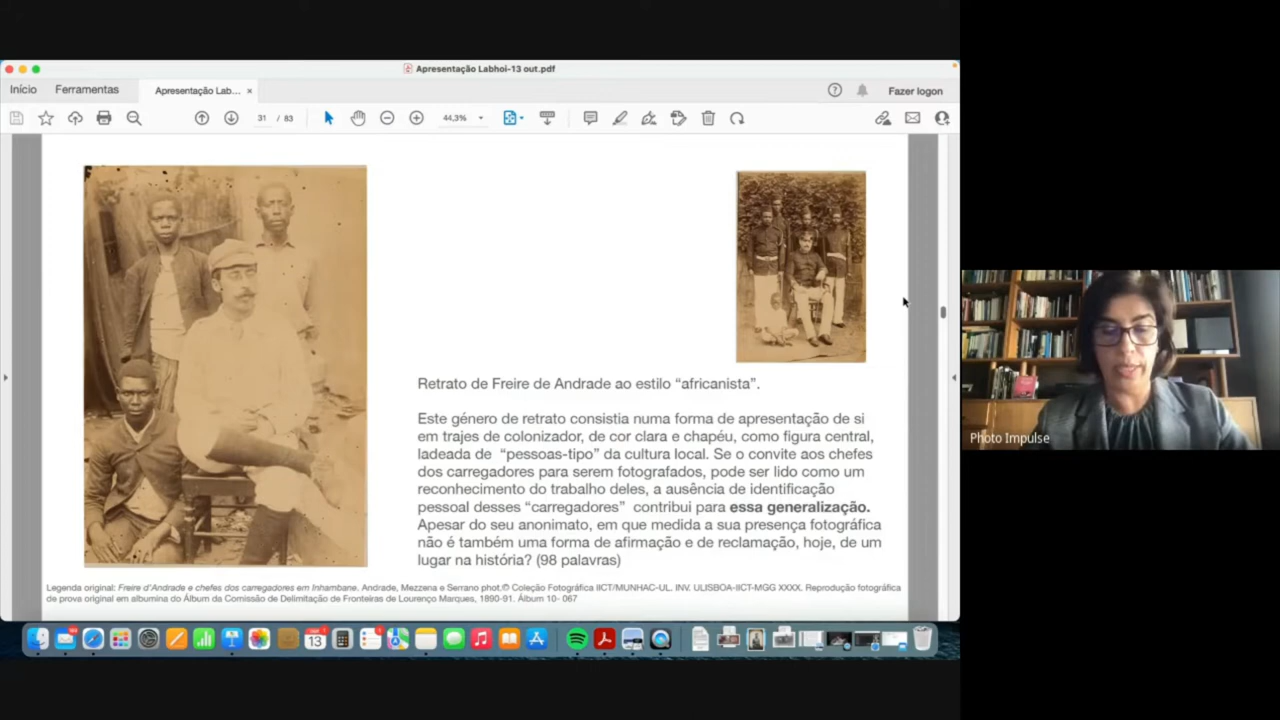 Apresentação Labhoi-13 out.pdf
Início
Ferramentas
Apresentação Lab... ×
Fazer logon
31 / 83
44,3%
Retrato de Freire de Andrade ao estilo “africanista”.
Este género de retrato consistia numa forma de apresentação de si
em trajes de colonizador, de cor clara e chapéu, como figura central,
ladeada de “pessoas-tipo” da cultura local. Se o convite aos chefes
dos carregadores para serem fotografados, pode ser lido como um
reconhecimento do trabalho deles, a ausência de identificação
pessoal desses “carregadores” contribui para essa generalização.
Apesar do seu anonimato, em que medida a sua presença fotográfica
não é também uma forma de afirmação e de reclamação, hoje, de um
lugar na história? (98 palavras)
Legenda original: Freire d'Andrade e chefes dos carregadores em Inhambane. Andrade, Mezzena e Serrano phot.© Coleção Fotográfica IICT/MUNHAC-UL. INV. ULISBOA-IICT-MGG XXXX. Reprodução fotográfica
de prova original em albumina do Álbum da Comissão de Delimitação de Fronteiras de Lourenço Marques, 1890-91. Álbum 10- 067
Photo Impulse
13